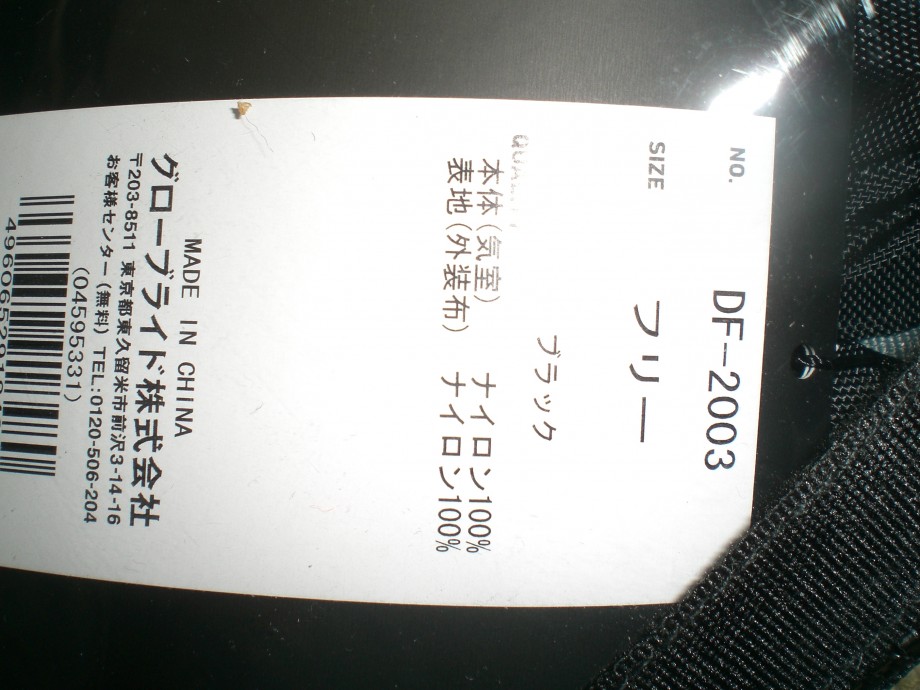 NO. DF-2003
SIZE フリー
ブラック
本体(気室) ナイロン100%
表地(外装布) ナイロン100%
MADE IN CHINA
グローブライド株式会社
〒203-8511 東京都東久留米市前沢3-14-16
お客様センター(無料) TEL:0120-506-204
(04595331)